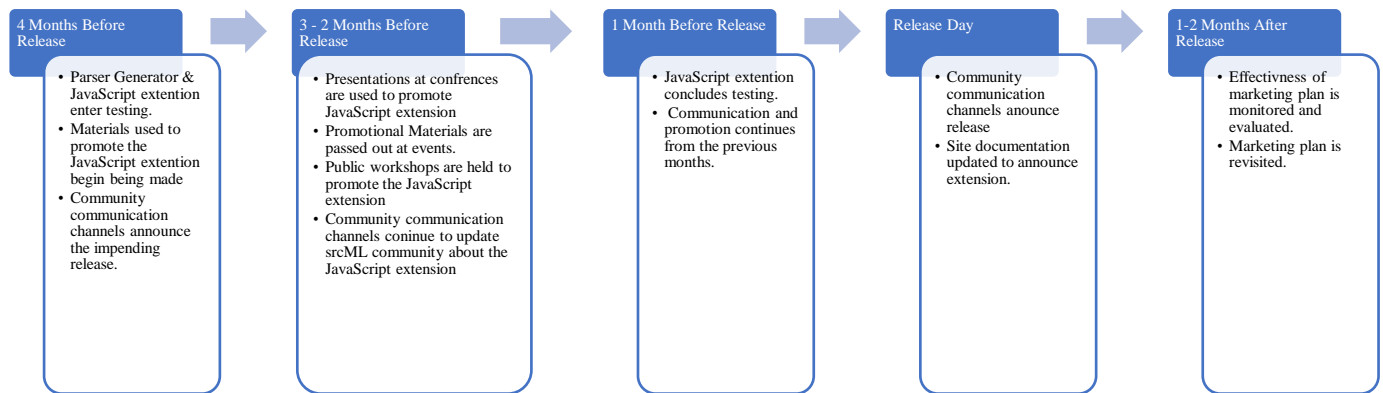 4 Months Before
Release
• Parser Generator &
JavaScript extention
enter testing.
• Materials used to
promote the
JavaScript extention
begin being made
• Community
communication
channels announce
the impending
release.
3 - 2 Months Before
Release
• Presentations at confrences
are used to promote
JavaScript extension
• Promotional Materials are
passed out at events.
• Public workshops are held to
promote the JavaScript
extension
• Community communication
channels coninue to update
srcML community about the
JavaScript extension
1 Month Before Release
• JavaScript extention
concludes testing.
• Communication and
promotion continues
from the previous
months.
Release Day
• Community
communication
channels anounce
release
• Site documentation
updated to announce
extension.
1-2 Months After
Release
• Effectivness of
marketing plan is
monitored and
evaluated.
• Marketing plan is
revisited.